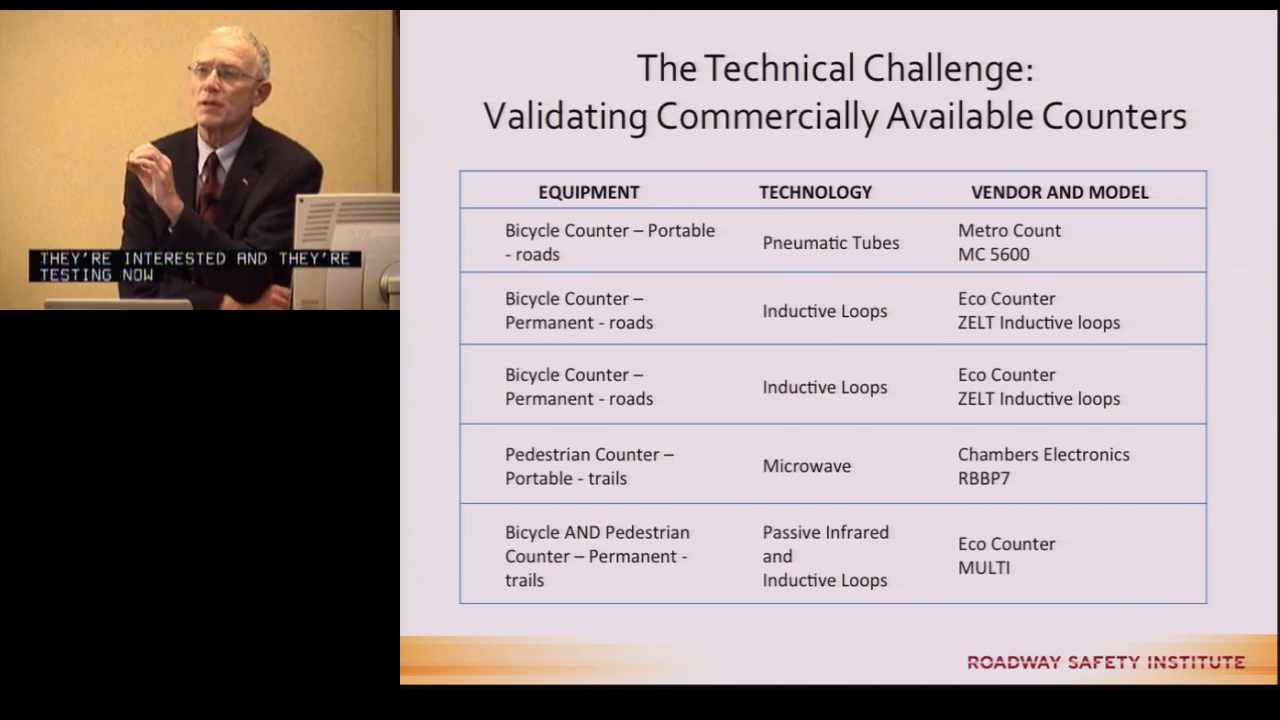 THEY'RE INTERESTED AND THEY'RE
TESTING NOW
The Technical Challenge:
Validating Commercially Available Counters
EQUIPMENT TECHNOLOGY VENDOR AND MODEL
Bicycle Counter – Portable
- roads
Pneumatic Tubes
Metro Count
MC 5600
Bicycle Counter –
Permanent - roads
Inductive Loops
Eco Counter
ZELT Inductive loops
Bicycle Counter –
Permanent - roads
Inductive Loops
Eco Counter
ZELT Inductive loops
Pedestrian Counter –
Portable - trails
Microwave
Chambers Electronics
RBBP7
Bicycle AND Pedestrian
Counter – Permanent -
trails
Passive Infrared
and
Inductive Loops
Eco Counter
MULTI
ROADWAY SAFETY INSTITUTE